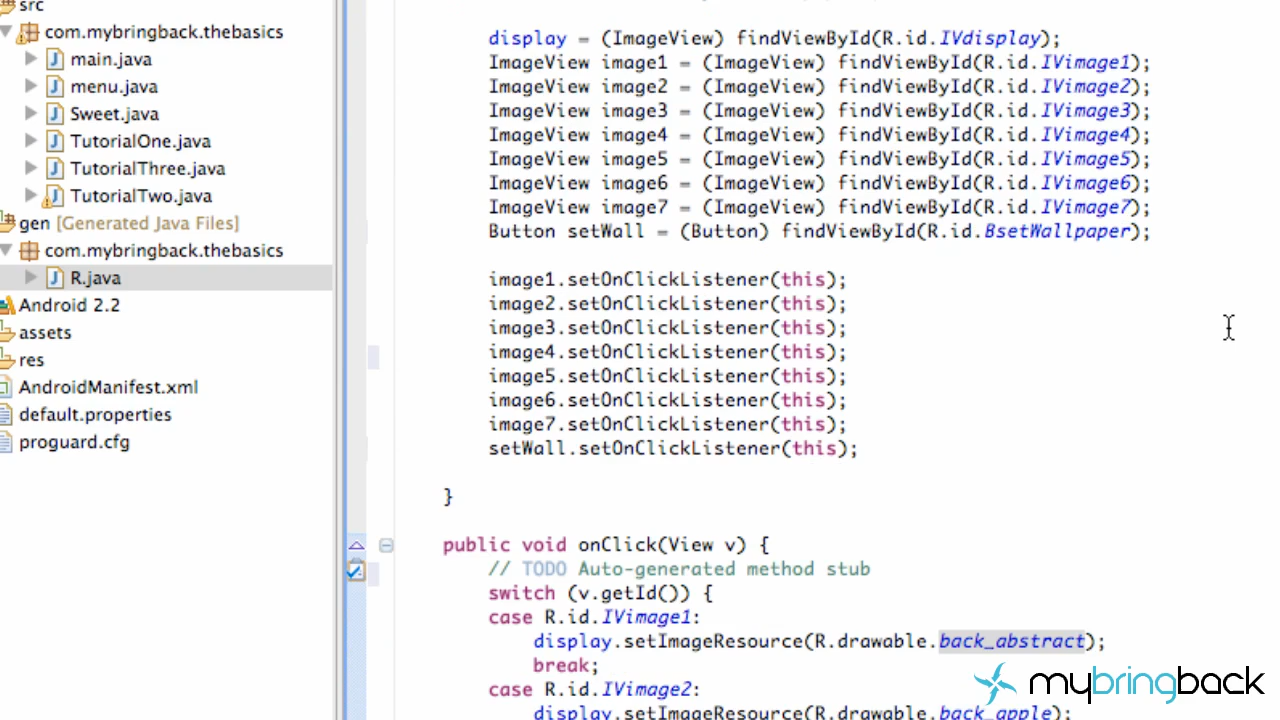 src
com.mybringback.thebasics
main.java
menu.java
Sweet.java
TutorialOne.java
TutorialThree.java
TutorialTwo.java
gen [Generated Java Files]
com.mybringback.thebasics
R.java
Android 2.2
assets
res
AndroidManifest.xml
default.properties
proguard.cfg
display = (ImageView) findViewById(R.id.IVdisplay);
ImageView image1 = (ImageView) findViewById(R.id.IVimage1);
ImageView image2 = (ImageView) findViewById(R.id.IVimage2);
ImageView image3 = (ImageView) findViewById(R.id.IVimage3);
ImageView image4 = (ImageView) findViewById(R.id.IVimage4);
ImageView image5 = (ImageView) findViewById(R.id.IVimage5);
ImageView image6 = (ImageView) findViewById(R.id.IVimage6);
ImageView image7 = (ImageView) findViewById(R.id.IVimage7);
Button setWall = (Button) findViewById(R.id.BsetWallpaper);
image1.setOnClickListener(this);
image2.setOnClickListener(this);
image3.setOnClickListener(this);
image4.setOnClickListener(this);
image5.setOnClickListener(this);
image6.setOnClickListener(this);
image7.setOnClickListener(this);
setWall.setOnClickListener(this);
}
public void onClick(View v) {
// TODO Auto-generated method stub
switch (v.getId()) {
case R.id.IVimage1:
display.setImageResource(R.drawable.back_abstract);
break;
case R.id.IVimage2:
display.setImageResource(R.drawable.back_apple);
mybringback